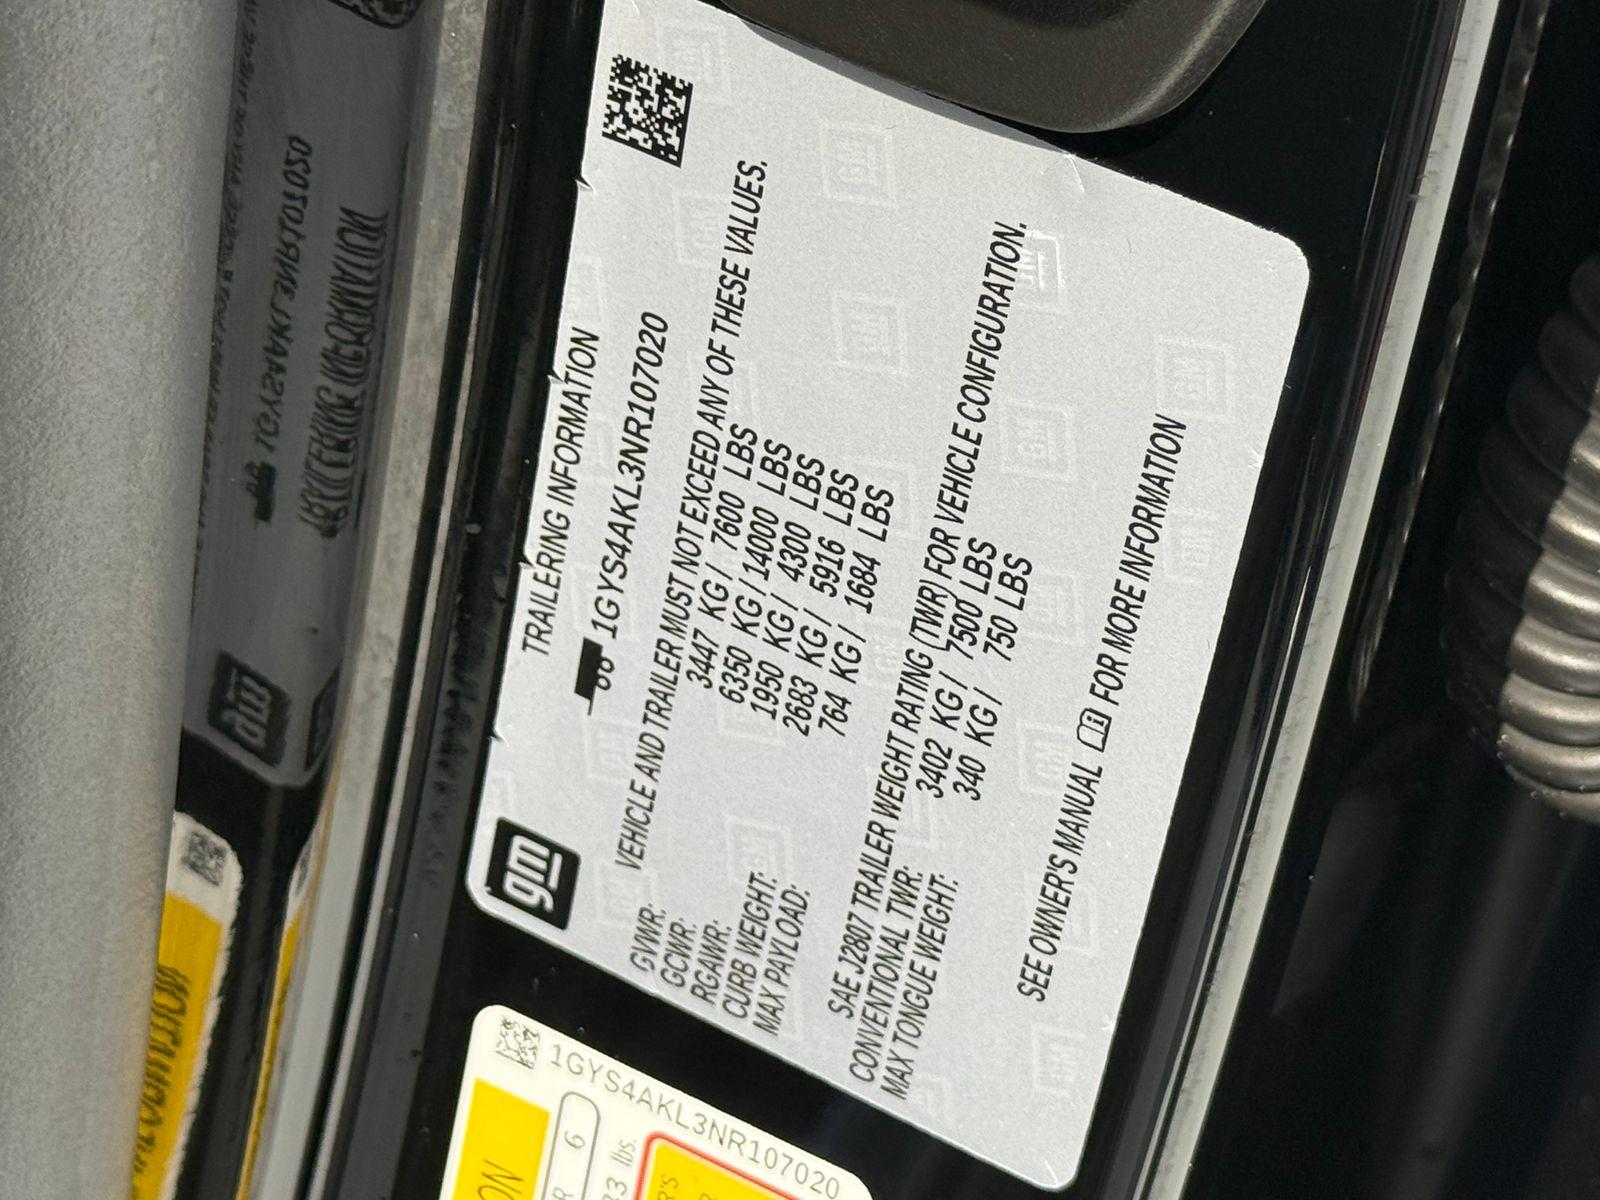 gm
TRAILERING INFORMATION
1GYS4AKL3NR107020
VEHICLE AND TRAILER MUST NOT EXCEED ANY OF THESE VALUES.
GVWR: 3447 KG / 7600 LBS
GCWR: 6350 KG / 14000 LBS
RGAWR: 1950 KG / 4300 LBS
CURB WEIGHT: 2683 KG / 5916 LBS
MAX PAYLOAD: 764 KG / 1684 LBS
SAE J2807 TRAILER WEIGHT RATING (TWR) FOR VEHICLE CONFIGURATION.
CONVENTIONAL TWR: 3402 KG / 7500 LBS
MAX TONGUE WEIGHT: 340 KG / 750 LBS
SEE OWNER'S MANUAL FOR MORE INFORMATION
1GYS4AKL3NR107020
6
lbs.